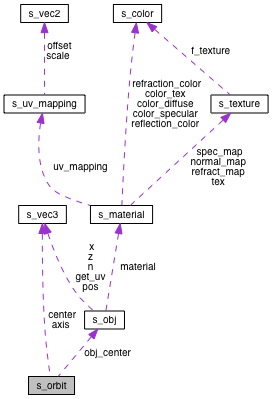 s_vec2
s_color
offset
scale
f_texture
s_uv_mapping
s_texture
refraction_color
color_tex
color_diffuse
color_specular
reflection_color
uv_mapping
spec_map
normal_map
refract_map
tex
s_vec3
s_material
x
z
n
get_uv
pos
material
center
axis
s_obj
obj_center
s_orbit